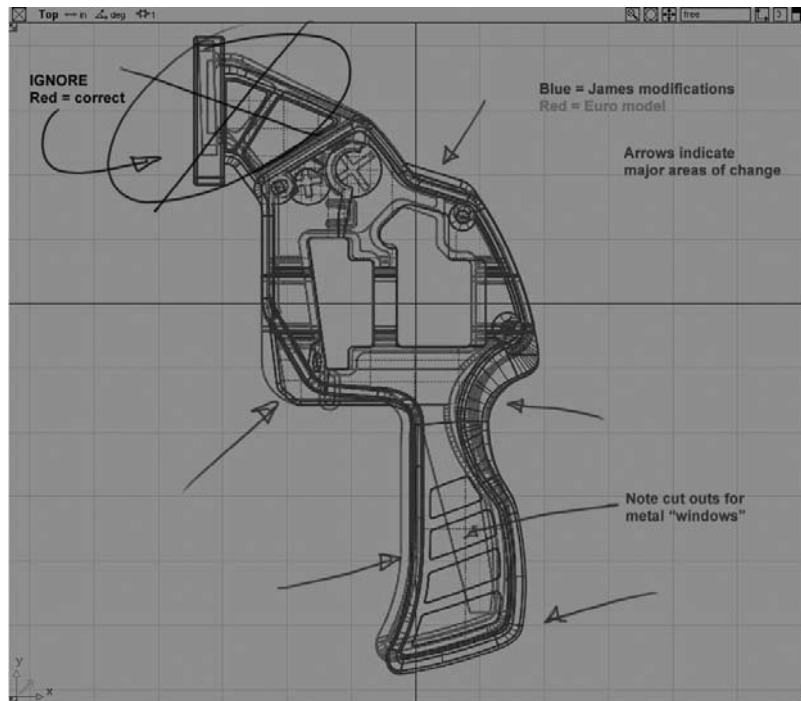 Top in deg 1 free
IGNORE
Red = correct
Blue = James modifications
Red = Euro model
Arrows indicate
major areas of change
Note cut outs for
metal "windows"
y
x